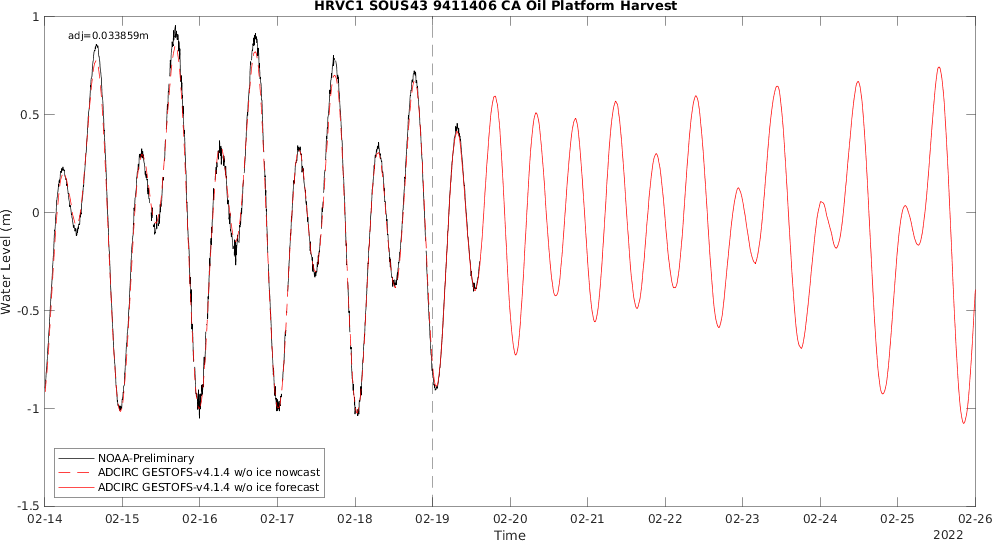 HRVC1 SOUS43 9411406 CA Oil Platform Harvest
adj=0.033859m
1
0.5
0
-0.5
-1
-1.5
Water Level (m)
NOAA-Preliminary
ADCIRC GESTOFS-v4.1.4 w/o ice nowcast
ADCIRC GESTOFS-v4.1.4 w/o ice forecast
02-14 02-15 02-16 02-17 02-18 02-19 02-20 02-21 02-22 02-23 02-24 02-25 02-26
Time
2022